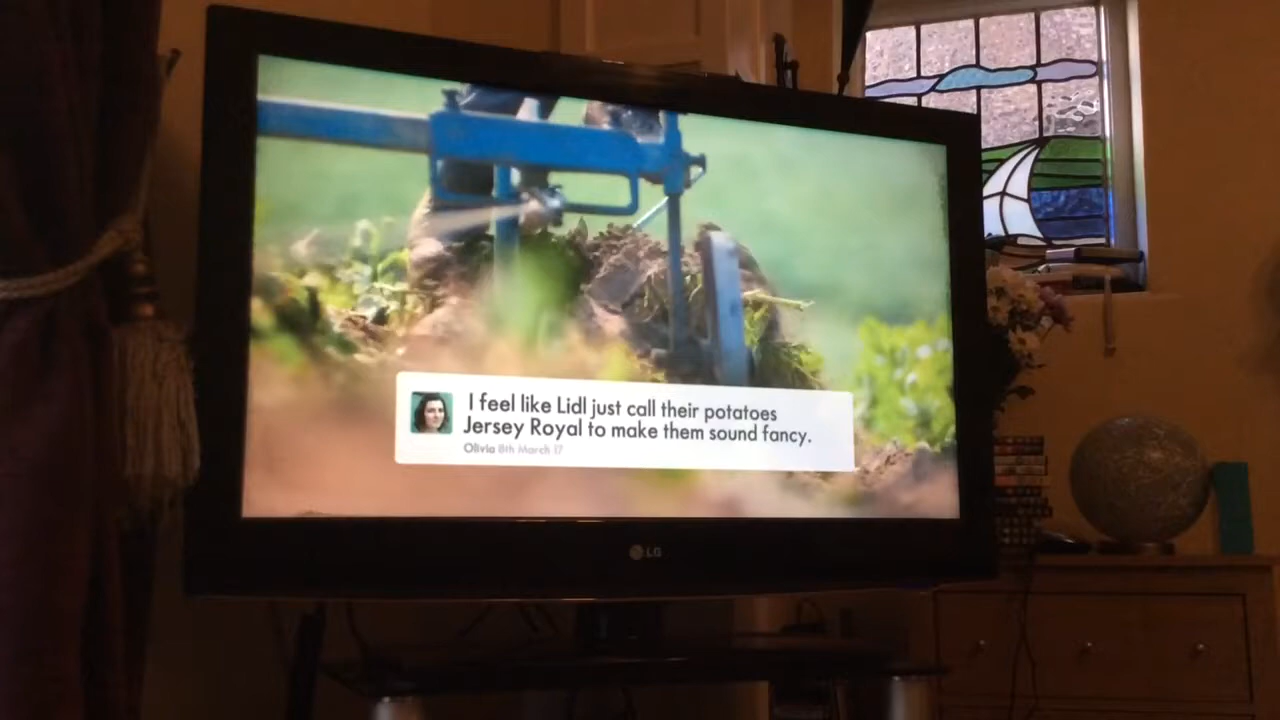 I feel like Lidl just call their potatoes
Jersey Royal to make them sound fancy.
Olivia 8th March 17
LG